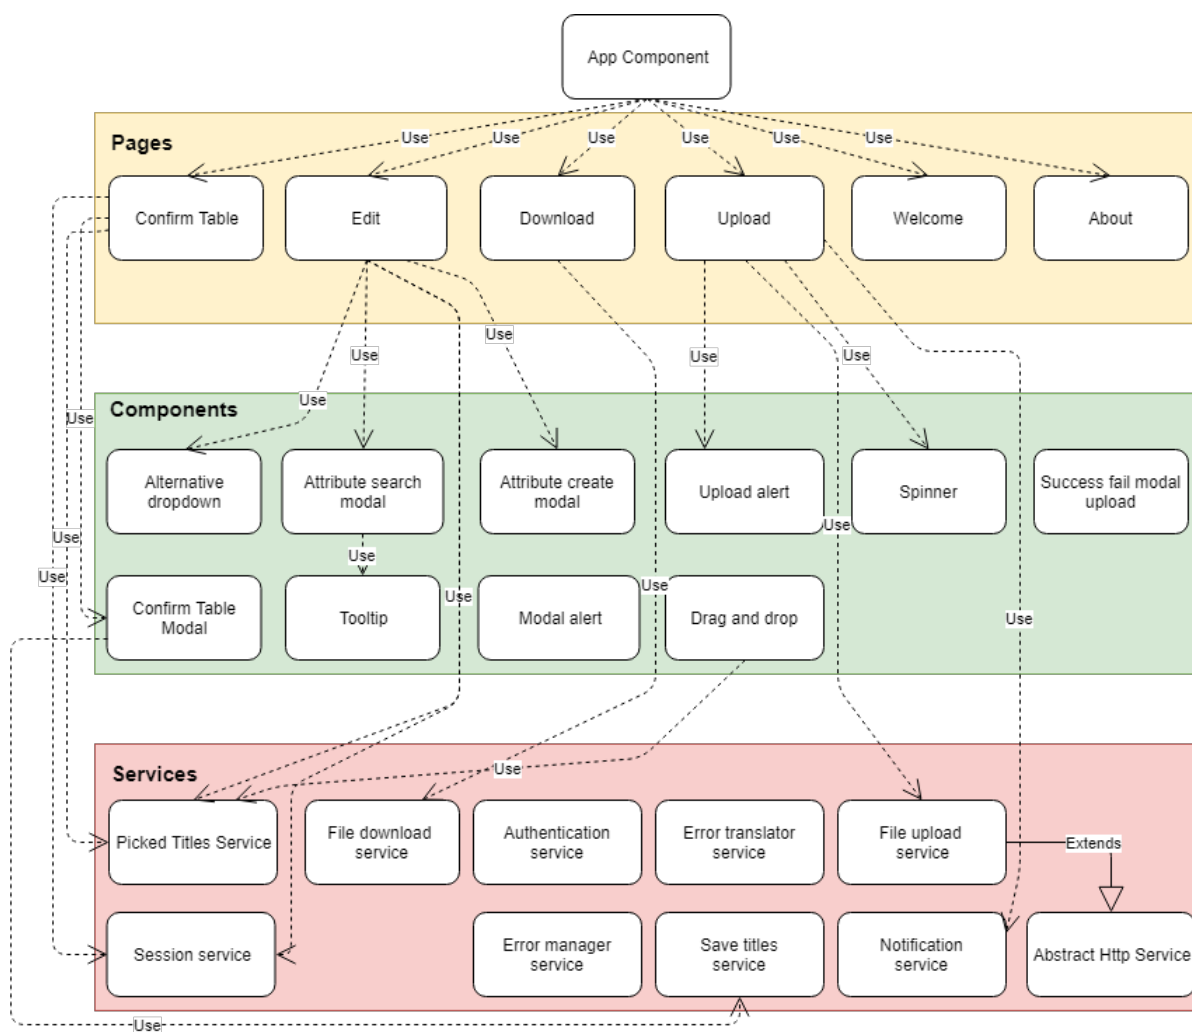 App Component
Use
Use
Use
Use
Use
Use
Pages
Confirm Table
Edit
Download
Upload
Welcome
About
Use
Use
Use
Use
Use
Components
Use
Use
Alternative
dropdown
Attribute search
modal
Attribute create
modal
Upload alert
Spinner
Success fail modal
upload
Use
Use
Use
Use
Confirm Table
Modal
Tooltip
Modal alert
Drag and drop
Use
Use
Use
Services
Use
Picked Titles Service
File download
service
Authentication
service
Error translator
service
File upload
service
Extends
Session service
Error manager
service
Save titles
service
Notification
service
Abstract Http Service
Use